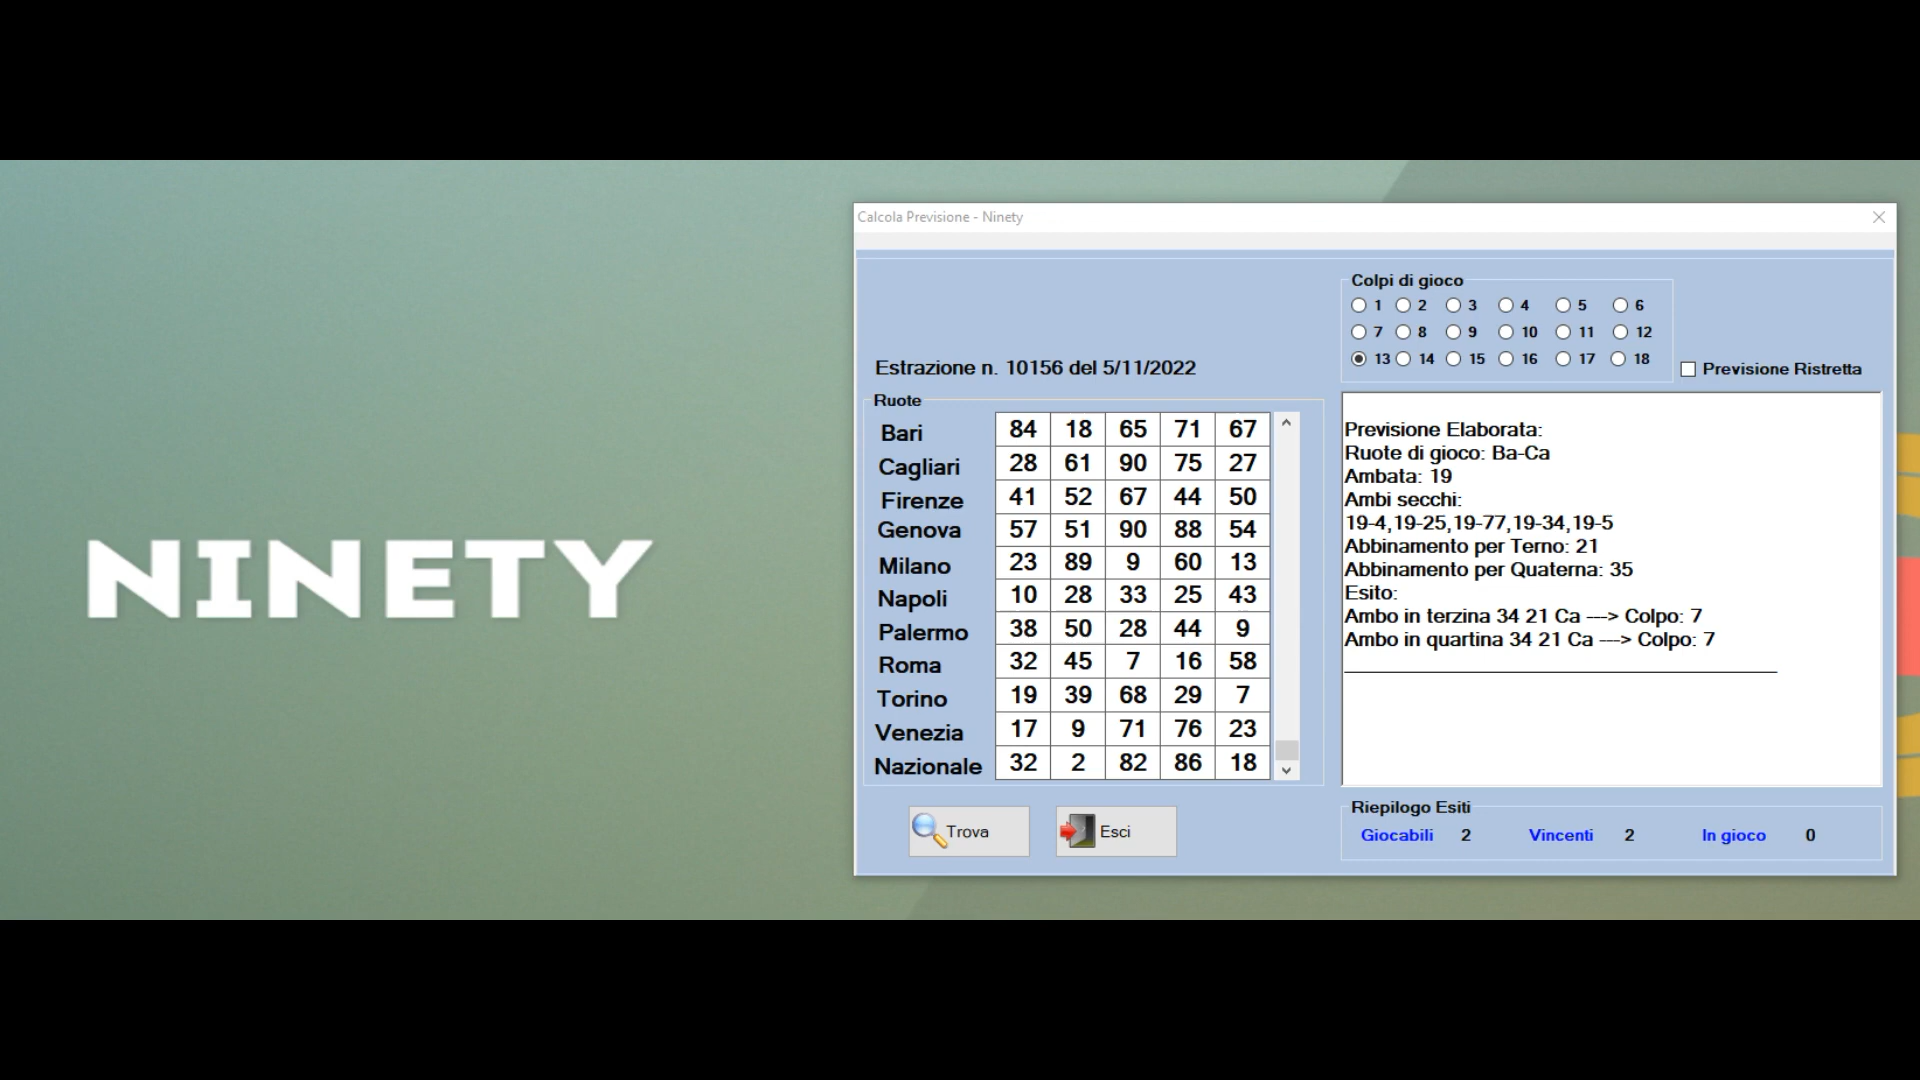 NINETY
Calcola Previsione - Ninety
Colpi di gioco
1 2 3 4 5 6
7 8 9 10 11 12
13 14 15 16 17 18
Previsione Ristretta
Estrazione n. 10156 del 5/11/2022
Ruote
Bari 84 18 65 71 67
Cagliari 28 61 90 75 27
Firenze 41 52 67 44 50
Genova 57 51 90 88 54
Milano 23 89 9 60 13
Napoli 10 28 33 25 43
Palermo 38 50 28 44 9
Roma 32 45 7 16 58
Torino 19 39 68 29 7
Venezia 17 9 71 76 23
Nazionale 32 2 82 86 18
Previsione Elaborata:
Ruote di gioco: Ba-Ca
Ambata: 19
Ambi secchi:
19-4,19-25,19-77,19-34,19-5
Abbinamento per Terno: 21
Abbinamento per Quaterna: 35
Esito:
Ambo in terzina 34 21 Ca ---> Colpo: 7
Ambo in quartina 34 21 Ca ---> Colpo: 7
Trova
Esci
Riepilogo Esiti
Giocabili 2 Vincenti 2 In gioco 0